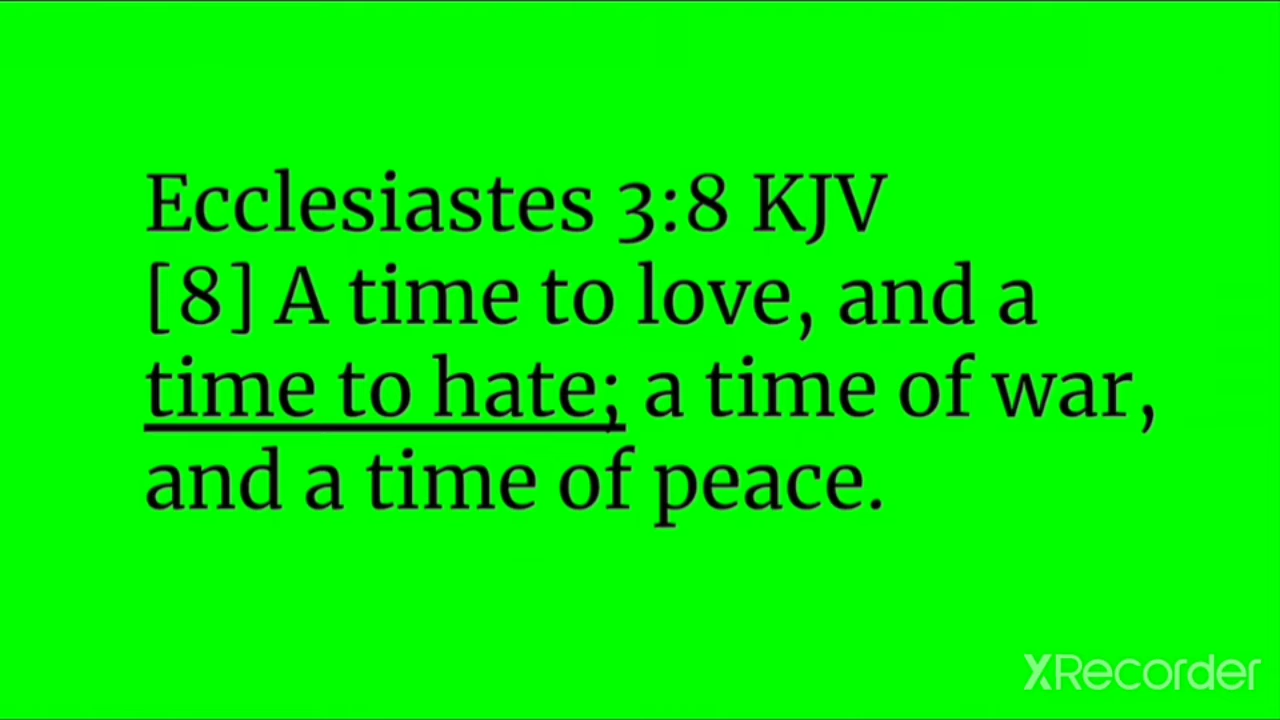 Ecclesiastes 3:8 KJV
[8] A time to love, and a
time to hate; a time of war,
and a time of peace.
XRecorder